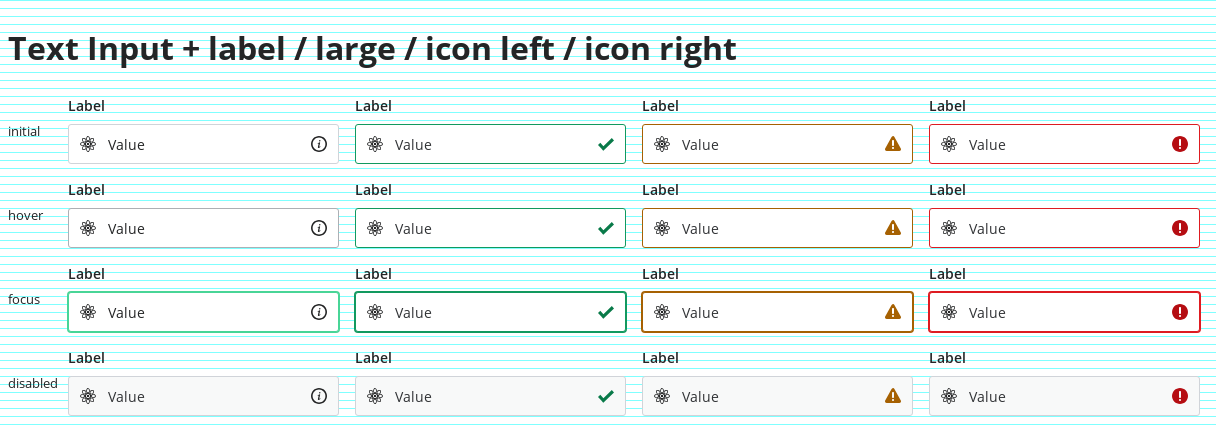 Text Input + label / large / icon left / icon right
Label Label Label Label
initial Value Value Value Value
Label Label Label Label
hover Value Value Value Value
Label Label Label Label
focus Value Value Value Value
Label Label Label Label
disabled Value Value Value Value